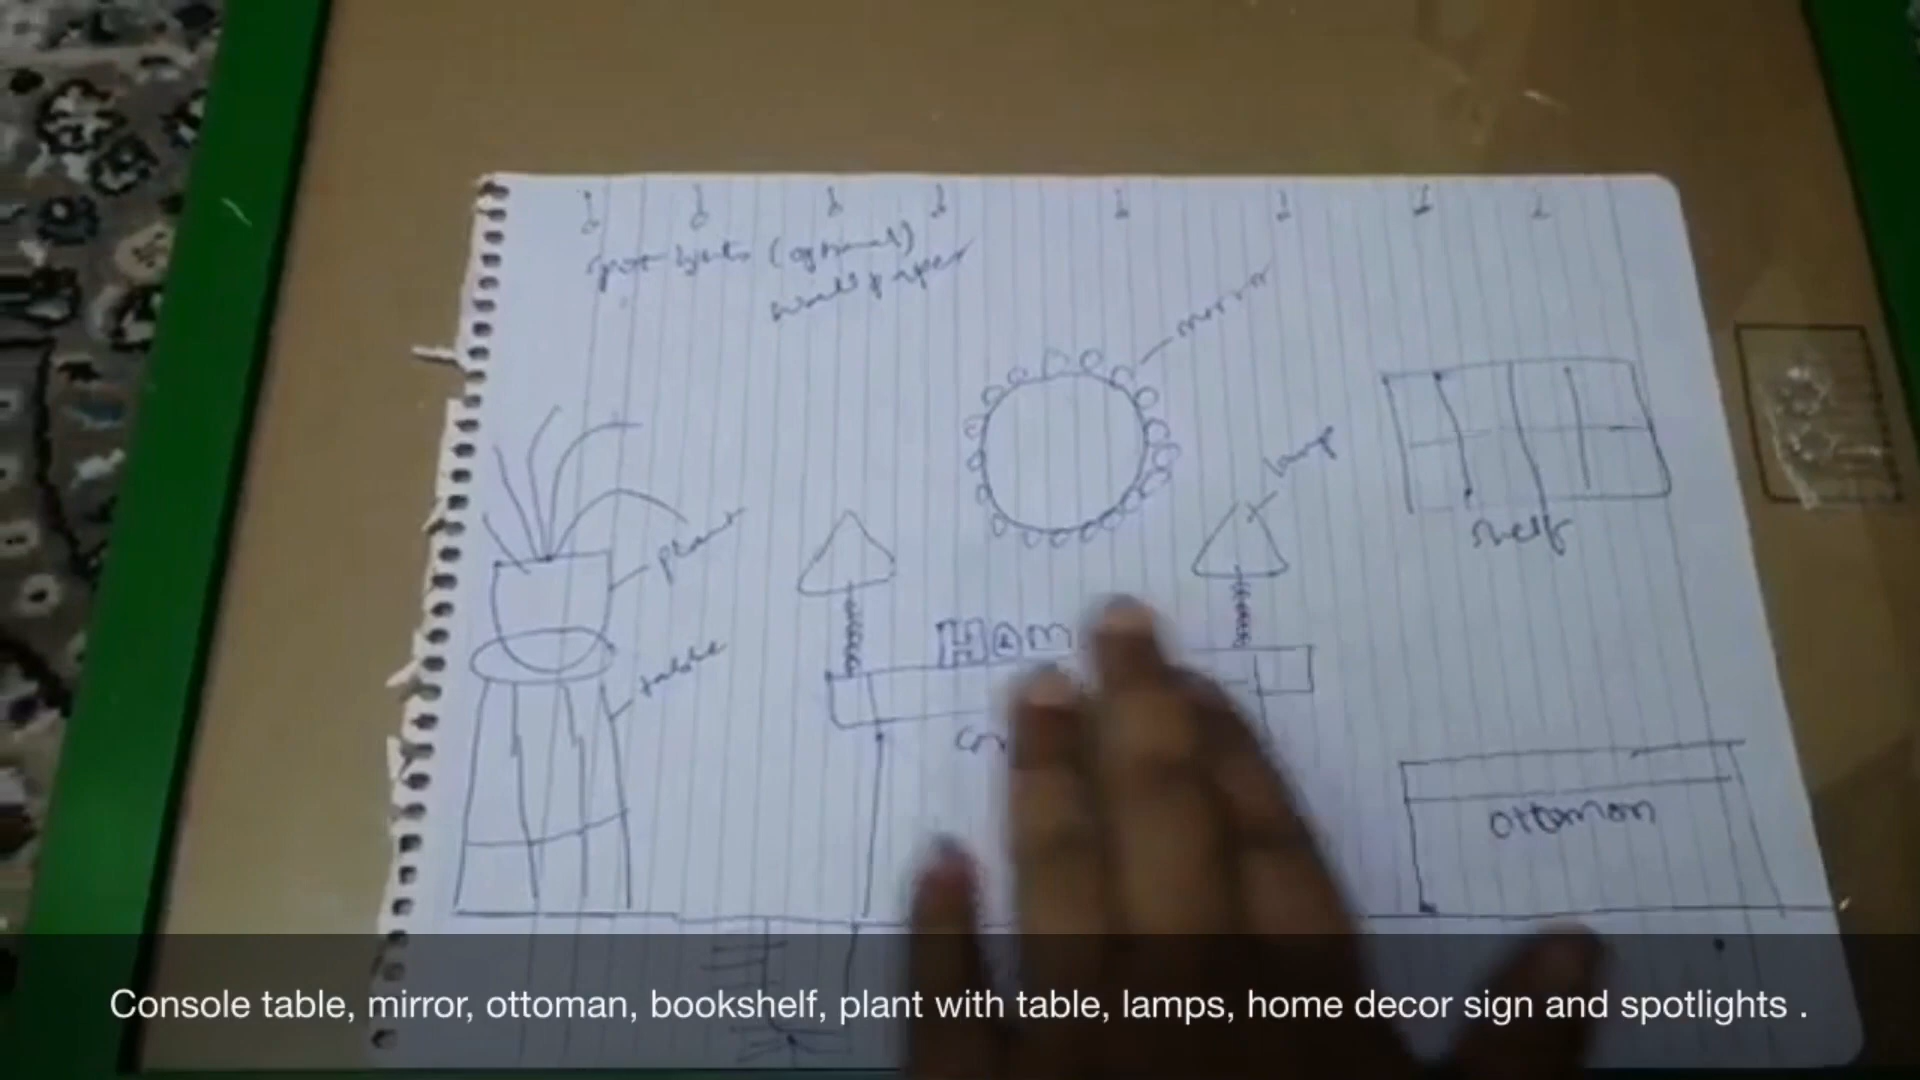 spot lights (optional)
wall paper
mirror
lamp
shelf
plant
Hom
table
ottoman
Console table, mirror, ottoman, bookshelf, plant with table, lamps, home decor sign and spotlights .